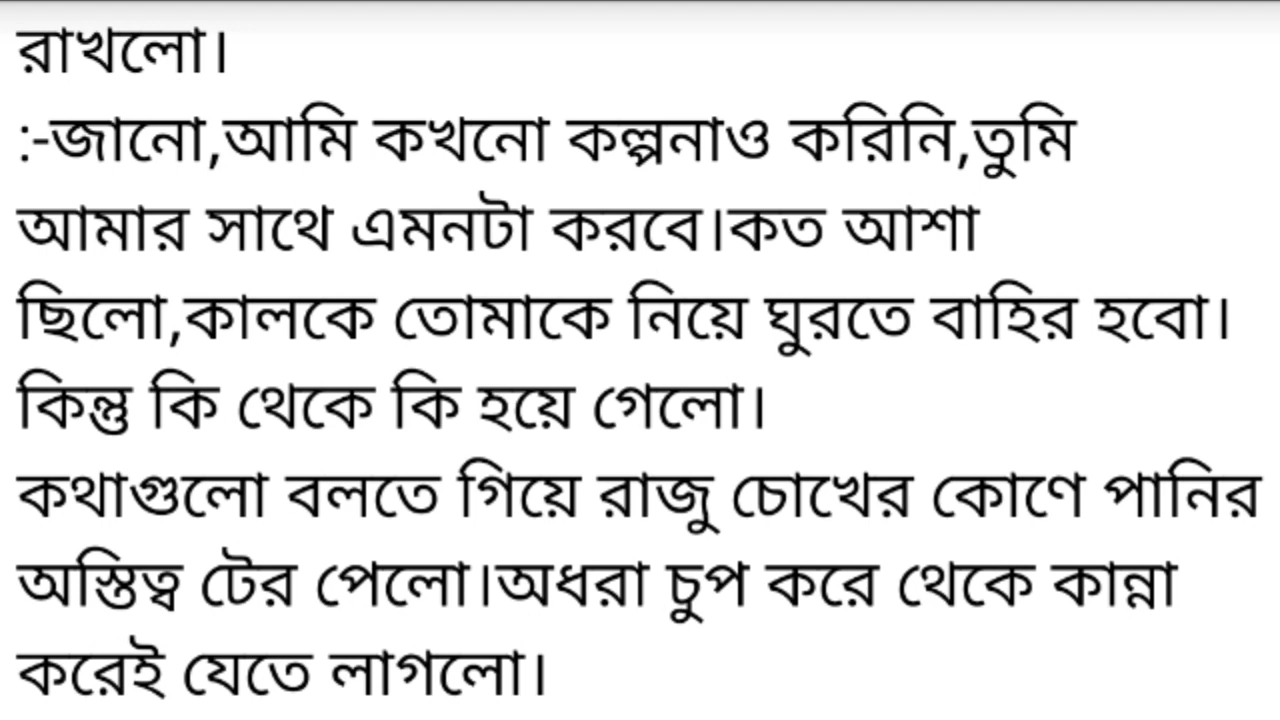 রাখলো।
:-জানো,আমি কখনো কল্পনাও করিনি,তুমি
আমার সাথে এমনটা করবে।কত আশা
ছিলো,কালকে তোমাকে নিয়ে ঘুরতে বাহির হবো।
কিন্তু কি থেকে কি হয়ে গেলো।
কথাগুলো বলতে গিয়ে রাজু চোখের কোণে পানির
অস্তিত্ব টের পেলো।অধরা চুপ করে থেকে কান্না
করেই যেতে লাগলো।